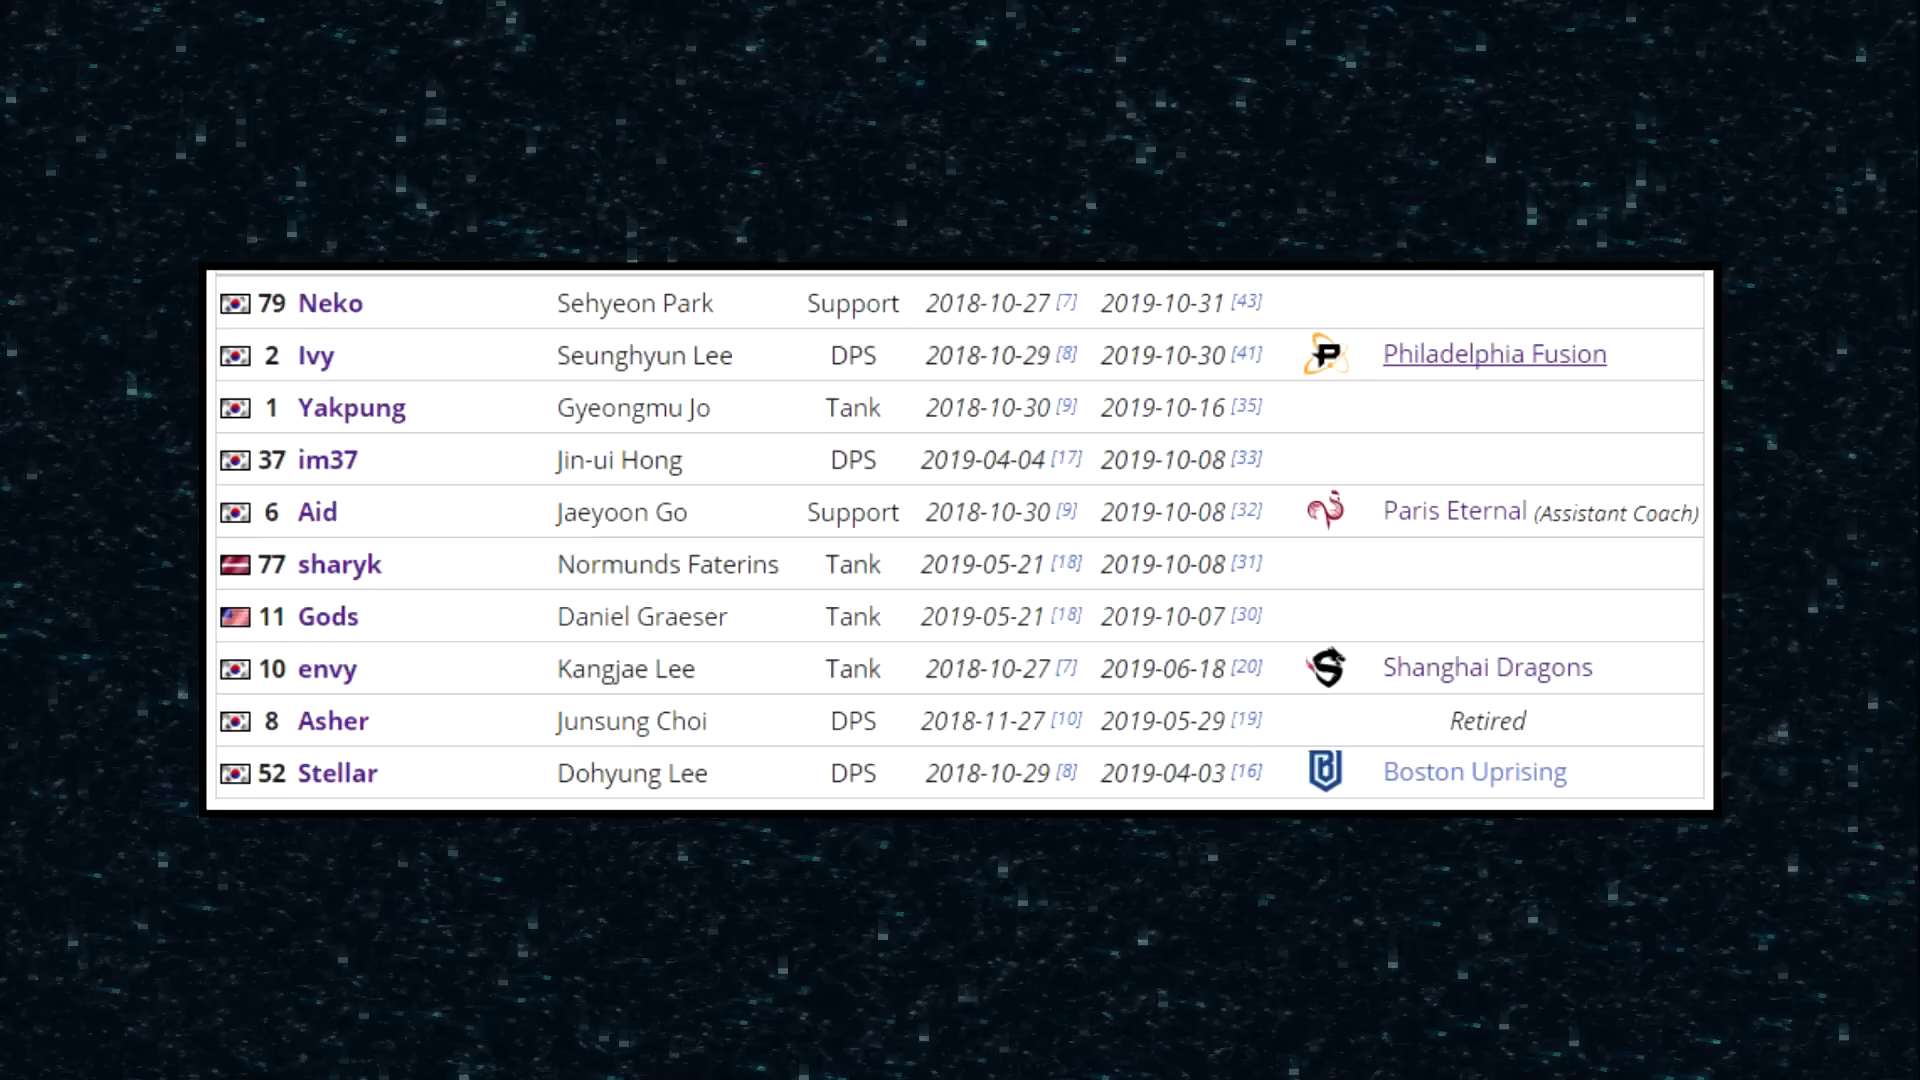 79 Neko Sehyeon Park Support 2018-10-27 [7] 2019-10-31 [43]
2 Ivy Seunghyun Lee DPS 2018-10-29 [8] 2019-10-30 [41] Philadelphia Fusion
1 Yakpung Gyeongmu Jo Tank 2018-10-30 [9] 2019-10-16 [35]
37 im37 Jin-ui Hong DPS 2019-04-04 [17] 2019-10-08 [33]
6 Aid Jaeyoon Go Support 2018-10-30 [9] 2019-10-08 [32] Paris Eternal (Assistant Coach)
77 sharyk Normunds Faterins Tank 2019-05-21 [18] 2019-10-08 [31]
11 Gods Daniel Graeser Tank 2019-05-21 [18] 2019-10-07 [30]
10 envy Kangjae Lee Tank 2018-10-27 [7] 2019-06-18 [20] Shanghai Dragons
8 Asher Junsung Choi DPS 2018-11-27 [10] 2019-05-29 [19] Retired
52 Stellar Dohyung Lee DPS 2018-10-29 [8] 2019-04-03 [16] Boston Uprising